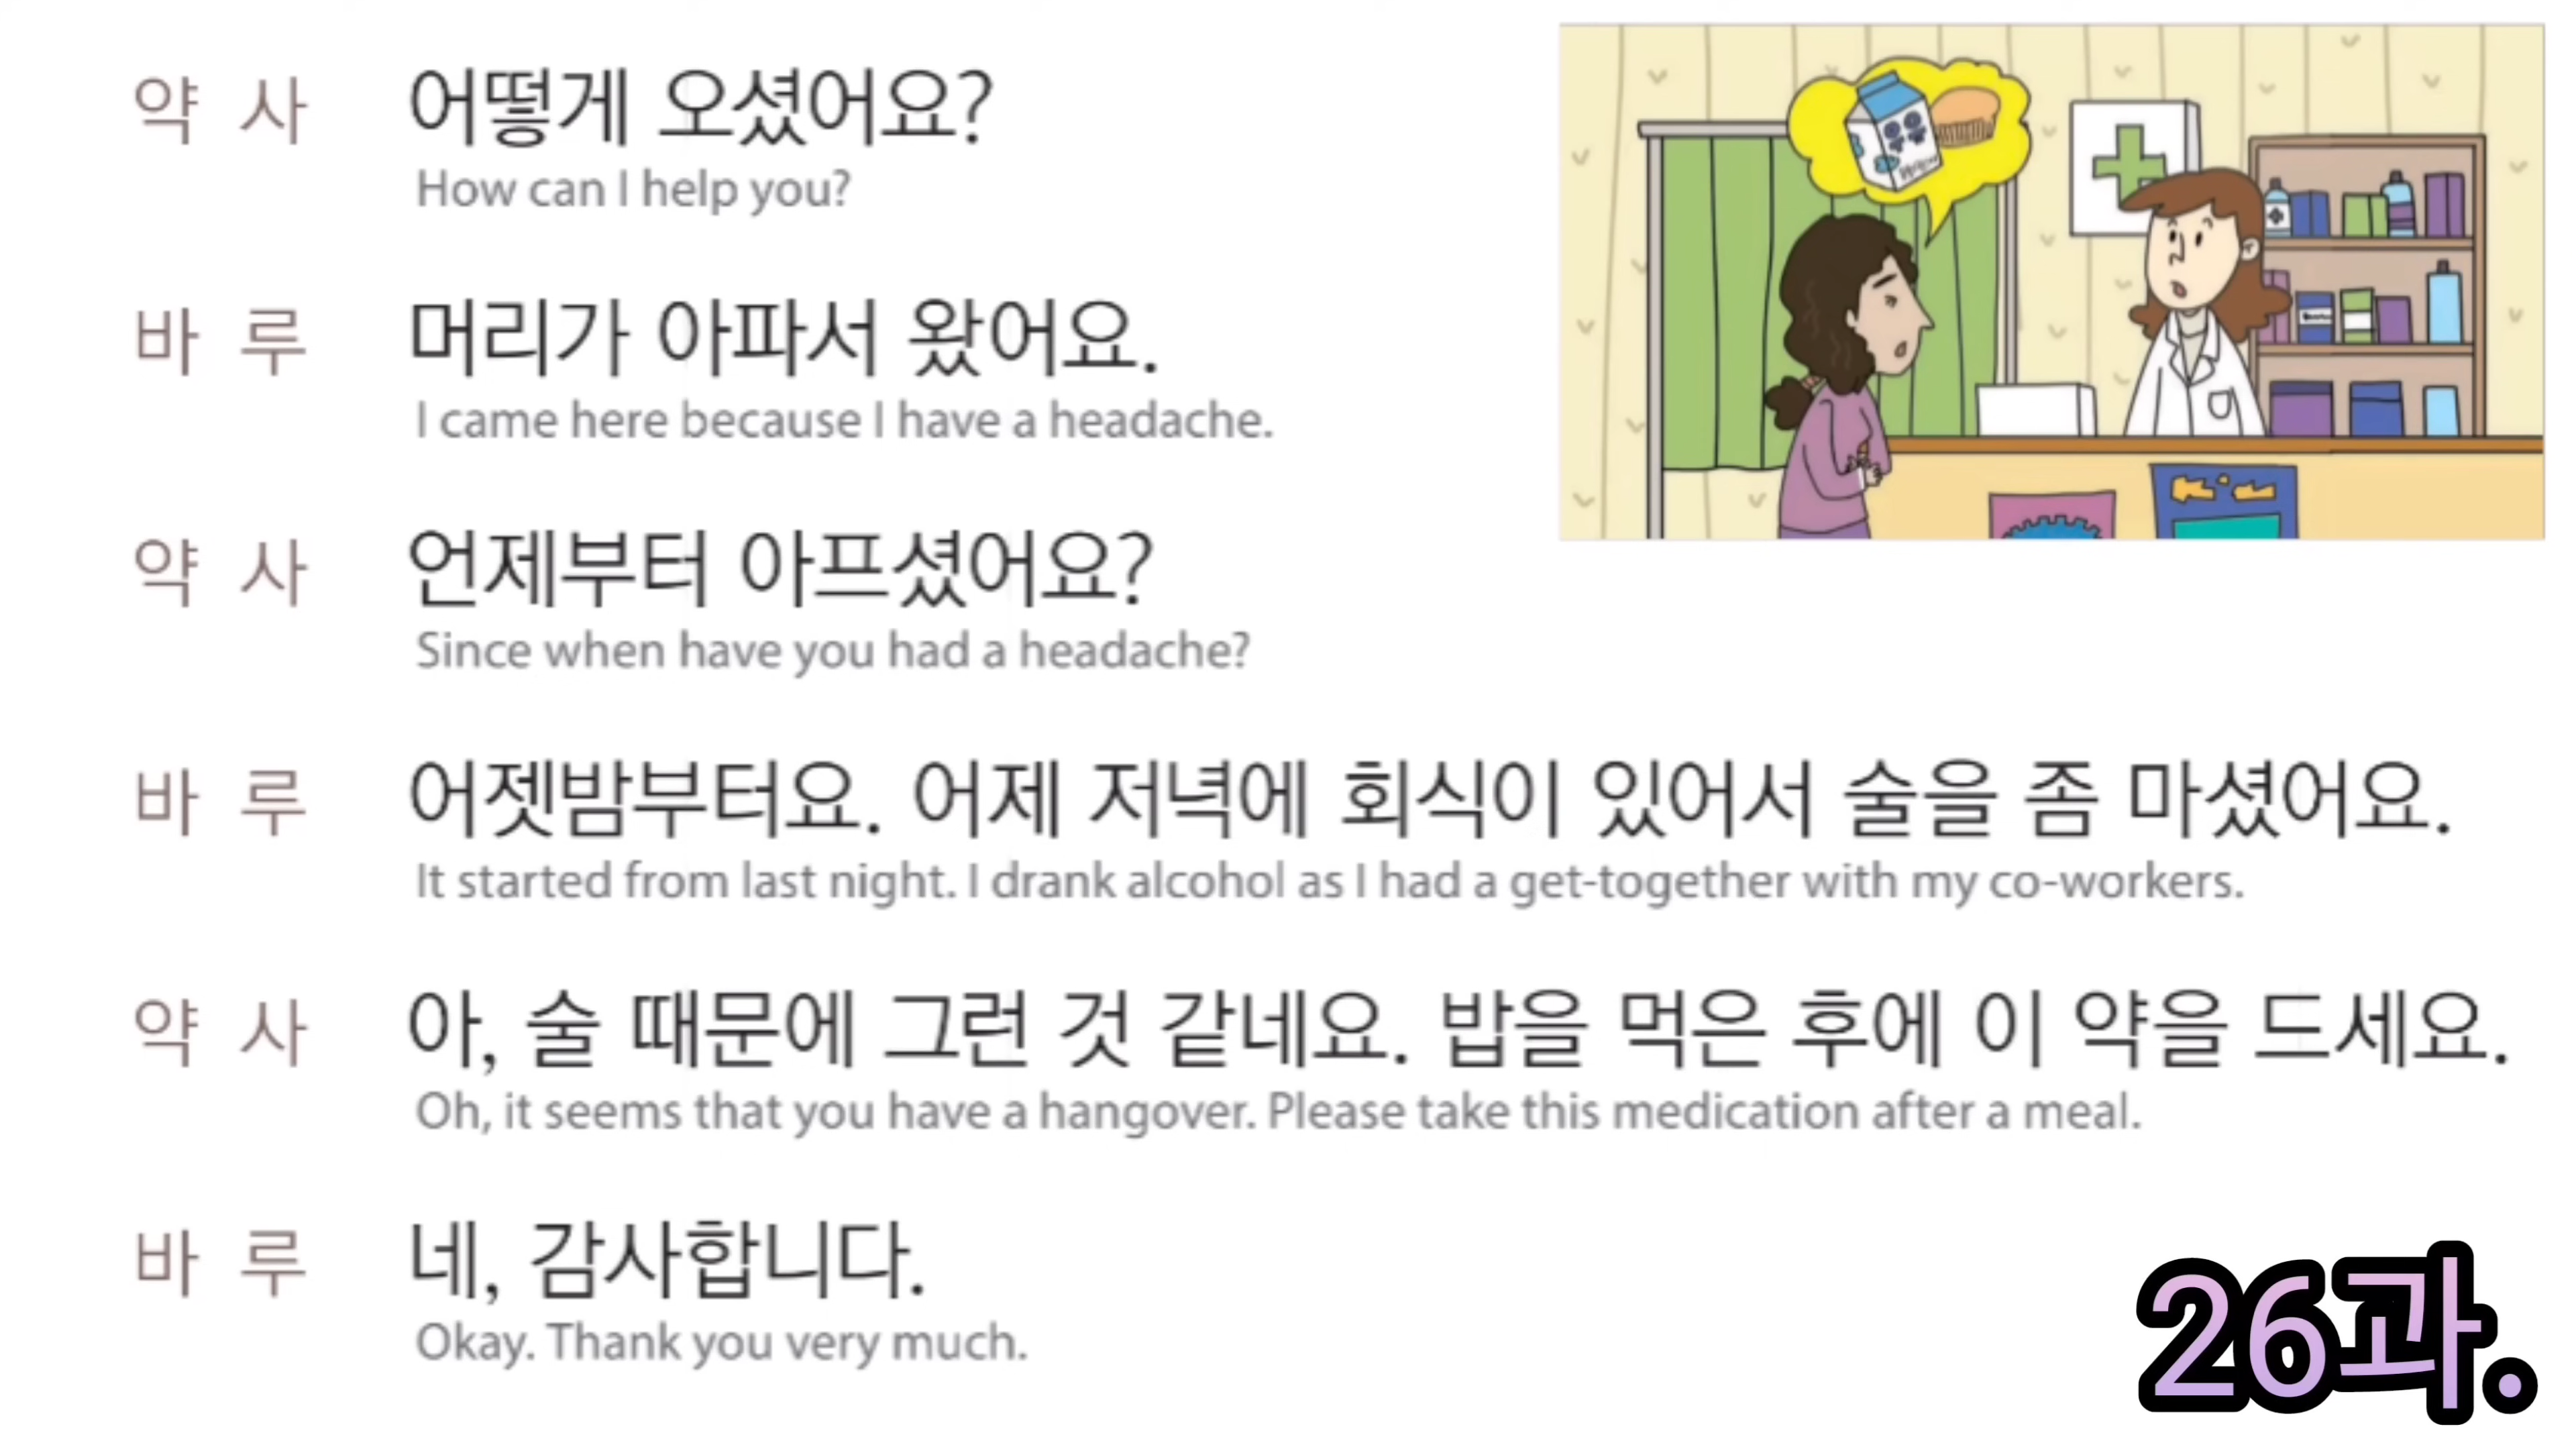 약 사 어떻게 오셨어요?
How can I help you?
바 루 머리가 아파서 왔어요.
I came here because I have a headache.
약 사 언제부터 아프셨어요?
Since when have you had a headache?
바 루 어젯밤부터요. 어제 저녁에 회식이 있어서 술을 좀 마셨어요.
It started from last night. I drank alcohol as I had a get-together with my co-workers.
약 사 아, 술 때문에 그런 것 같네요. 밥을 먹은 후에 이 약을 드세요.
Oh, it seems that you have a hangover. Please take this medication after a meal.
바 루 네, 감사합니다.
Okay. Thank you very much.
우유
26과.